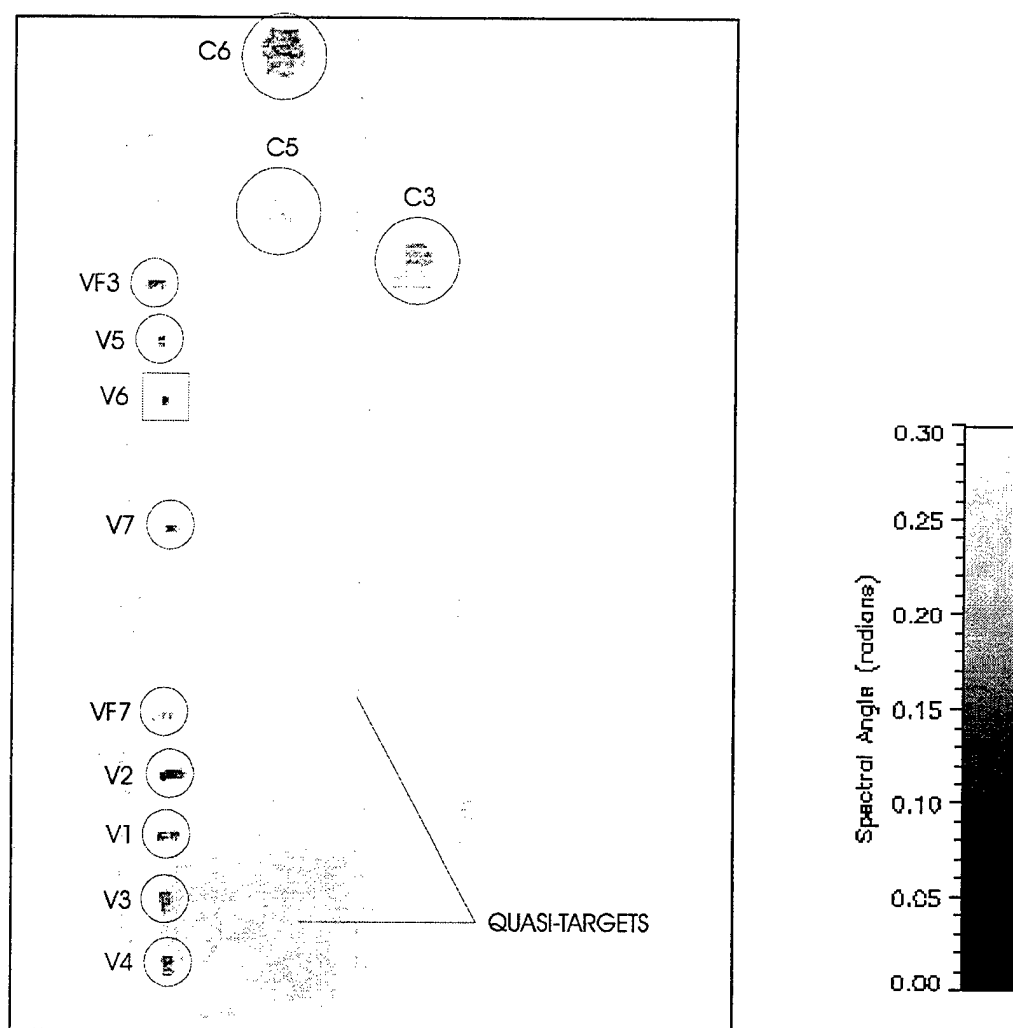 C6
C5
C3
VF3
V5
V6
V7
VF7
V2
V1
V3
V4
QUASI-TARGETS
0.30
0.25
0.20
0.15
0.10
0.05
0.00
Spectral Angle (radians)